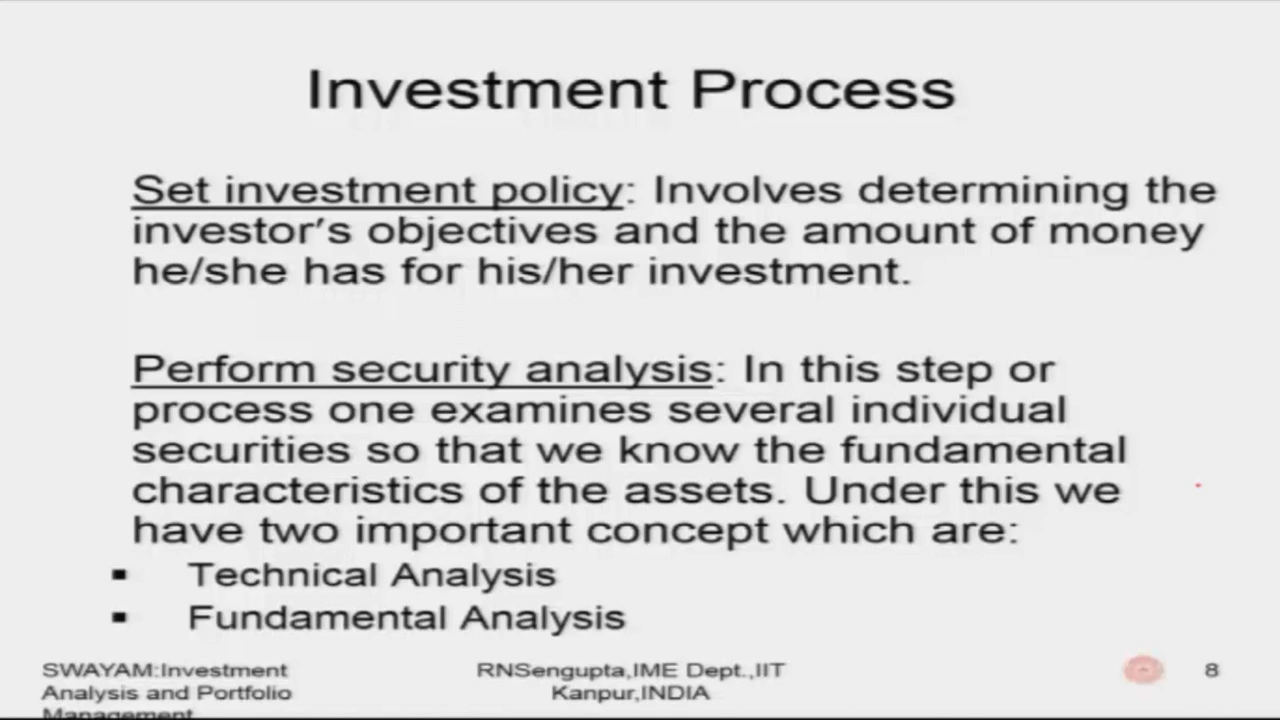 Investment Process
Set investment policy: Involves determining the
investor's objectives and the amount of money
he/she has for his/her investment.
Perform security analysis: In this step or
process one examines several individual
securities so that we know the fundamental
characteristics of the assets. Under this we
have two important concept which are:
▪ Technical Analysis
▪ Fundamental Analysis
SWAYAM:Investment
Analysis and Portfolio
Management
RNSengupta,IME Dept.,IIT
Kanpur,INDIA
8